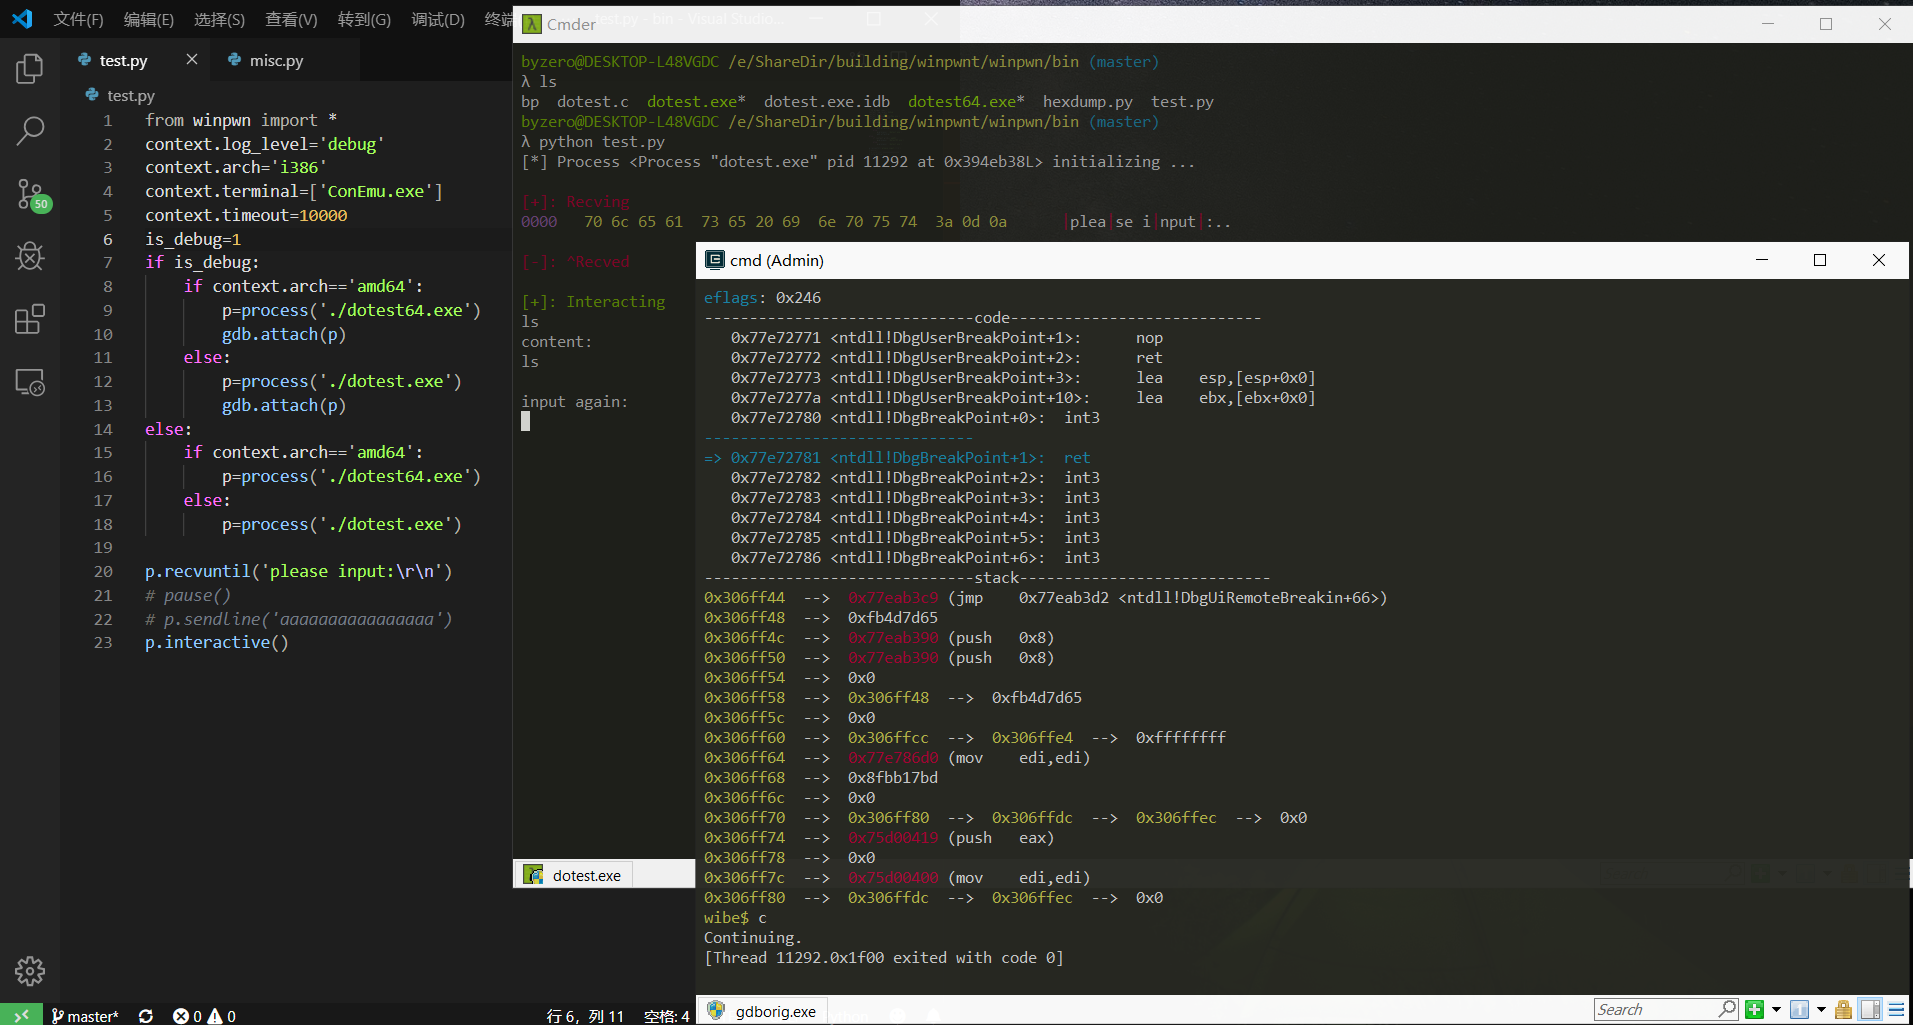 文件(F) 编辑(E) 选择(S) 查看(V) 转到(G) 调试(D) 终端
test.py misc.py
test.py
1 from winpwn import *
2 context.log_level='debug'
3 context.arch='i386'
4 context.terminal=['ConEmu.exe']
5 context.timeout=10000
6 is_debug=1
7 if is_debug:
8 if context.arch=='amd64':
9 p=process('./dotest64.exe')
10 gdb.attach(p)
11 else:
12 p=process('./dotest.exe')
13 gdb.attach(p)
14 else:
15 if context.arch=='amd64':
16 p=process('./dotest64.exe')
17 else:
18 p=process('./dotest.exe')
19
20 p.recvuntil('please input:\r\n')
21 # pause()
22 # p.sendline('aaaaaaaaaaaaaaaa')
23 p.interactive()
50
master* 0 0 行 6，列 11 空格: 4
Cmder
byzero@DESKTOP-L48VGDC /e/ShareDir/building/winpwnt/winpwn/bin (master)
λ ls
bp dotest.c dotest.exe* dotest.exe.idb dotest64.exe* hexdump.py test.py
byzero@DESKTOP-L48VGDC /e/ShareDir/building/winpwnt/winpwn/bin (master)
λ python test.py
[*] Process <Process "dotest.exe" pid 11292 at 0x394eb38L> initializing ...
[+]: Recving
0000 70 6c 65 61 73 65 20 69 6e 70 75 74 3a 0d 0a |plea|se i|nput|:..
[-]: ^Recved
[+]: Interacting
ls
content:
ls
input again:
dotest.exe
cmd (Admin)
eflags: 0x246
------------------------------code----------------------------
0x77e72771 <ntdll!DbgUserBreakPoint+1>: nop
0x77e72772 <ntdll!DbgUserBreakPoint+2>: ret
0x77e72773 <ntdll!DbgUserBreakPoint+3>: lea esp,[esp+0x0]
0x77e7277a <ntdll!DbgUserBreakPoint+10>: lea ebx,[ebx+0x0]
0x77e72780 <ntdll!DbgBreakPoint+0>: int3
------------------------------
=> 0x77e72781 <ntdll!DbgBreakPoint+1>: ret
0x77e72782 <ntdll!DbgBreakPoint+2>: int3
0x77e72783 <ntdll!DbgBreakPoint+3>: int3
0x77e72784 <ntdll!DbgBreakPoint+4>: int3
0x77e72785 <ntdll!DbgBreakPoint+5>: int3
0x77e72786 <ntdll!DbgBreakPoint+6>: int3
------------------------------stack----------------------------
0x306ff44 --> 0x77eab3c9 (jmp 0x77eab3d2 <ntdll!DbgUiRemoteBreakin+66>)
0x306ff48 --> 0xfb4d7d65
0x306ff4c --> 0x77eab390 (push 0x8)
0x306ff50 --> 0x77eab390 (push 0x8)
0x306ff54 --> 0x0
0x306ff58 --> 0x306ff48 --> 0xfb4d7d65
0x306ff5c --> 0x0
0x306ff60 --> 0x306ffcc --> 0x306ffe4 --> 0xffffffff
0x306ff64 --> 0x77e786d0 (mov edi,edi)
0x306ff68 --> 0x8fbb17bd
0x306ff6c --> 0x0
0x306ff70 --> 0x306ff80 --> 0x306ffdc --> 0x306ffec --> 0x0
0x306ff74 --> 0x75d00419 (push eax)
0x306ff78 --> 0x0
0x306ff7c --> 0x75d00400 (mov edi,edi)
0x306ff80 --> 0x306ffdc --> 0x306ffec --> 0x0
wibe$ c
Continuing.
[Thread 11292.0x1f00 exited with code 0]
gdborig.exe
Search